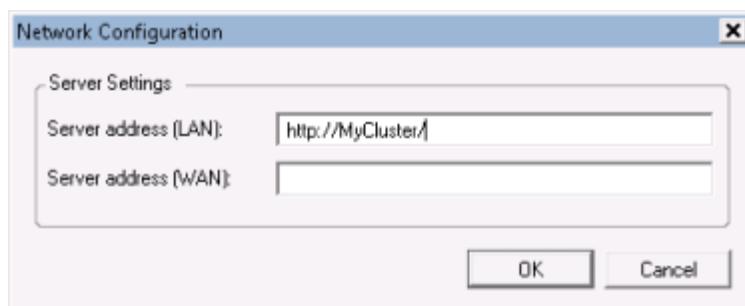 Network Configuration
Server Settings
Server address (LAN):
http://MyCluster/
Server address (WAN):
OK
Cancel